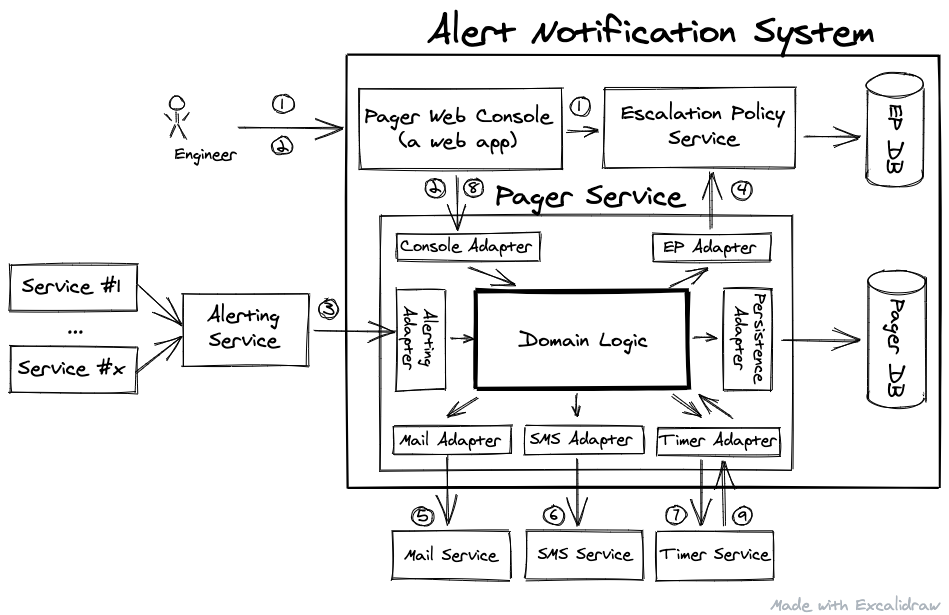 Alert Notification System
①
②
Engineer
Pager Web Console
(a web app)
①
Escalation Policy
Service
EP DB
②
⑧
Pager Service
④
Console Adapter
EP Adapter
Service #1
...
Service #x
Alerting
Service
③
Alerting
Adapter
Domain Logic
Persistence
Adapter
Pager DB
Mail Adapter
SMS Adapter
Timer Adapter
⑤
⑥
⑦
⑨
Mail Service
SMS Service
Timer Service
Made with Excalidraw